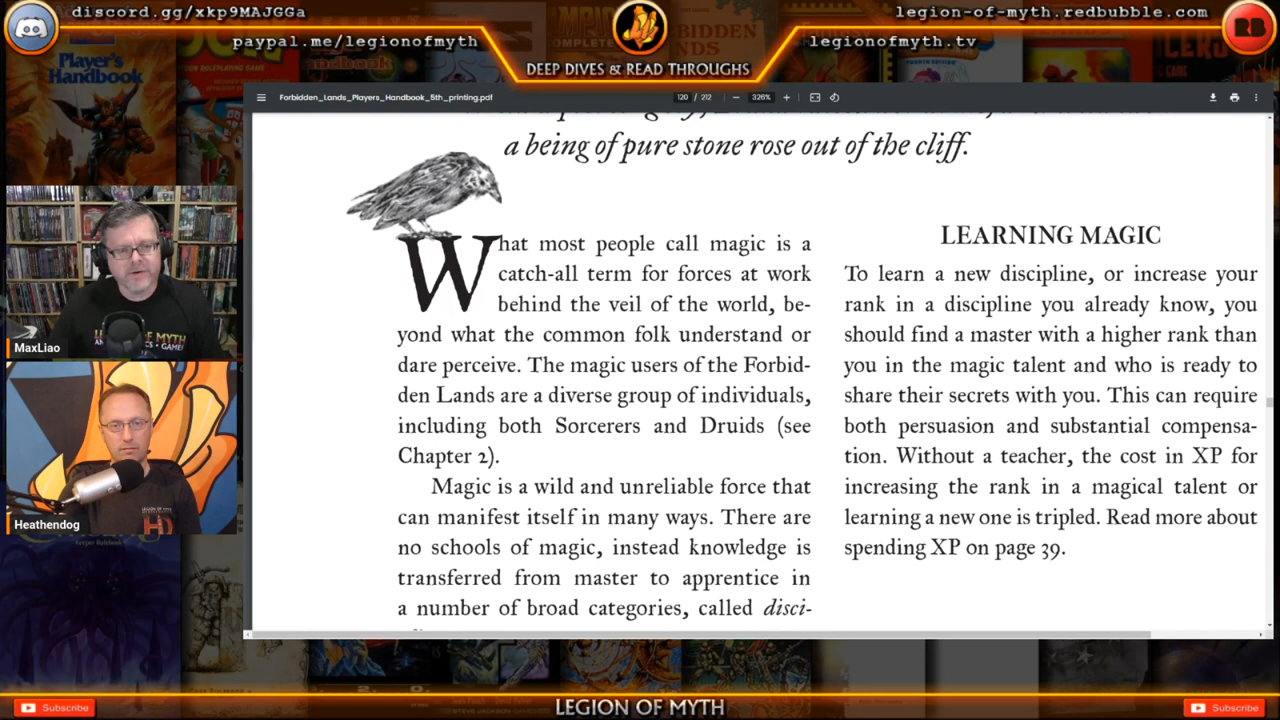 discord.gg/xkp9MAJGGa
legion-of-myth.redbubble.com
paypal.me/legionofmyth
legionofmyth.tv
DEEP DIVES & READ THROUGHS
Player's
Handbook
Forbidden_Lands_Players_Handbook_5th_printing.pdf
120 / 212
326%
a being of pure stone rose out of the cliff.
What most people call magic is a
catch-all term for forces at work
behind the veil of the world, be-
yond what the common folk understand or
dare perceive. The magic users of the Forbid-
den Lands are a diverse group of individuals,
including both Sorcerers and Druids (see
Chapter 2).
Magic is a wild and unreliable force that
can manifest itself in many ways. There are
no schools of magic, instead knowledge is
transferred from master to apprentice in
a number of broad categories, called disci-
LEARNING MAGIC
To learn a new discipline, or increase your
rank in a discipline you already know, you
should find a master with a higher rank than
you in the magic talent and who is ready to
share their secrets with you. This can require
both persuasion and substantial compensa-
tion. Without a teacher, the cost in XP for
increasing the rank in a magical talent or
learning a new one is tripled. Read more about
spending XP on page 39.
MaxLiao
Heathendog
HD
Subscribe
LEGION OF MYTH
Subscribe